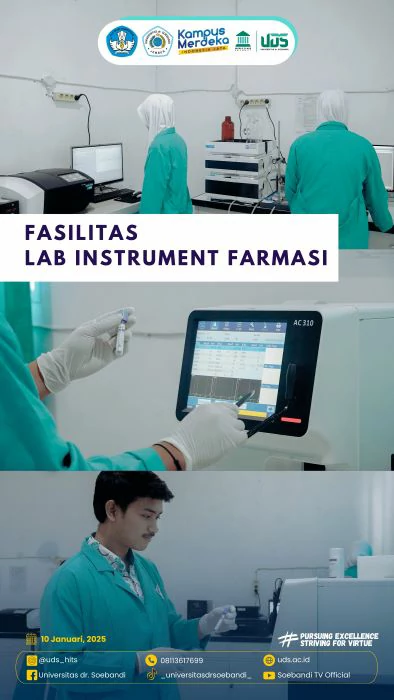 Kampus
Merdeka
INDONESIA JAYA
UDS
FASILITAS
LAB INSTRUMENT FARMASI
AC 310
10 Januari, 2025
# PURSUING EXCELLENCE
STRIVING FOR VIRTUE
@uds_hits
08113617699
uds.ac.id
Universitas dr. Soebandi
_universitasdrsoebandi_
Soebandi TV Official